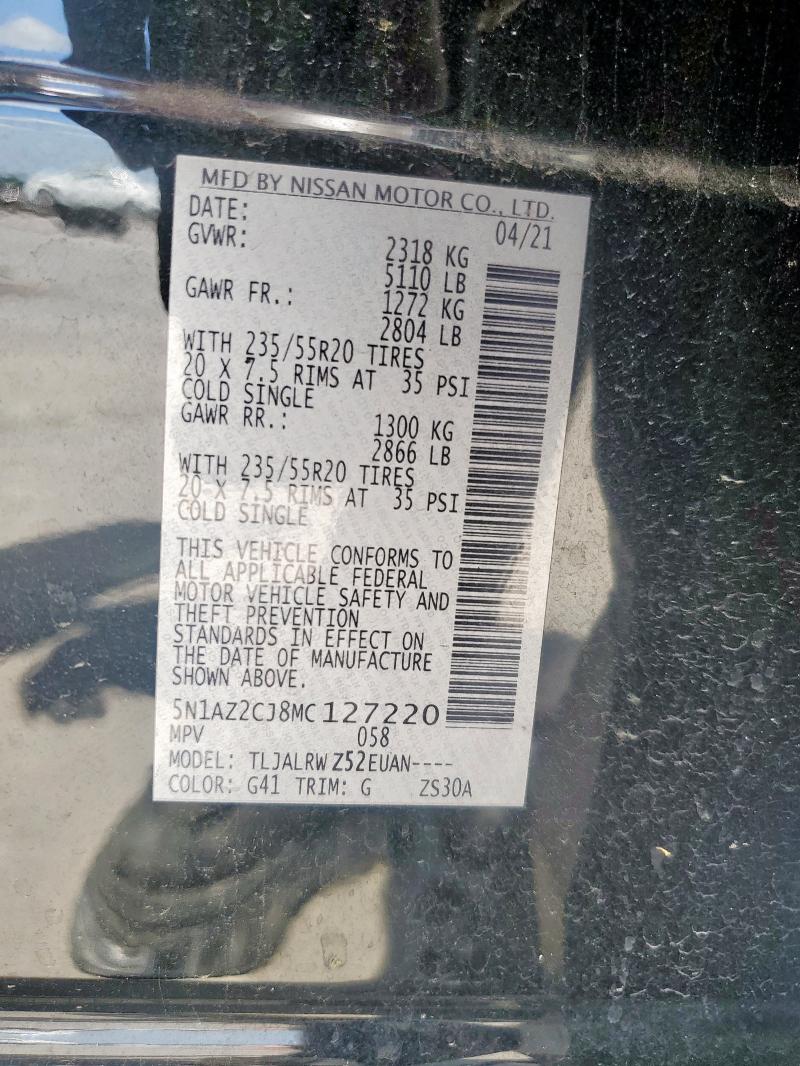 MFD BY NISSAN MOTOR CO., LTD.
DATE: 04/21
GVWR: 2318 KG
5110 LB
GAWR FR.: 1272 KG
2804 LB
WITH 235/55R20 TIRES
20 X 7.5 RIMS AT 35 PSI
COLD SINGLE
GAWR RR.: 1300 KG
2866 LB
WITH 235/55R20 TIRES
20 X 7.5 RIMS AT 35 PSI
COLD SINGLE
THIS VEHICLE CONFORMS TO
ALL APPLICABLE FEDERAL
MOTOR VEHICLE SAFETY AND
THEFT PREVENTION
STANDARDS IN EFFECT ON
THE DATE OF MANUFACTURE
SHOWN ABOVE.
5N1AZ2CJ8MC127220
MPV 058
MODEL: TLJALRWZ52EUAN----
COLOR: G41 TRIM: G ZS30A